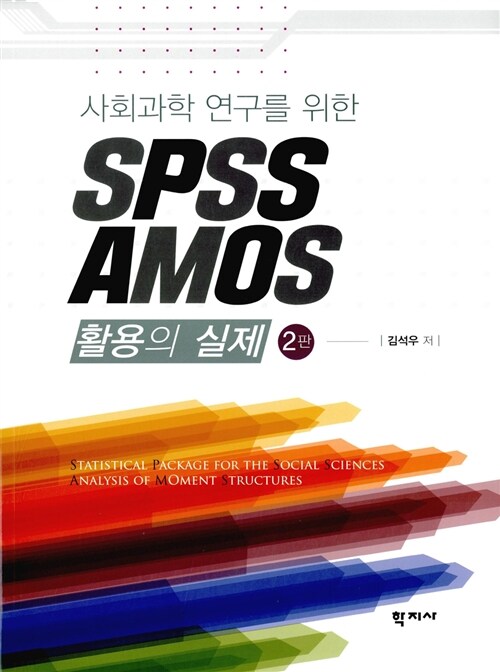 사회과학 연구를 위한
SPSS
AMOS
활용의 실제 2판 | 김석우 저 |
STATISTICAL PACKAGE FOR THE SOCIAL SCIENCES
ANALYSIS OF MOMENT STRUCTURES
학지사